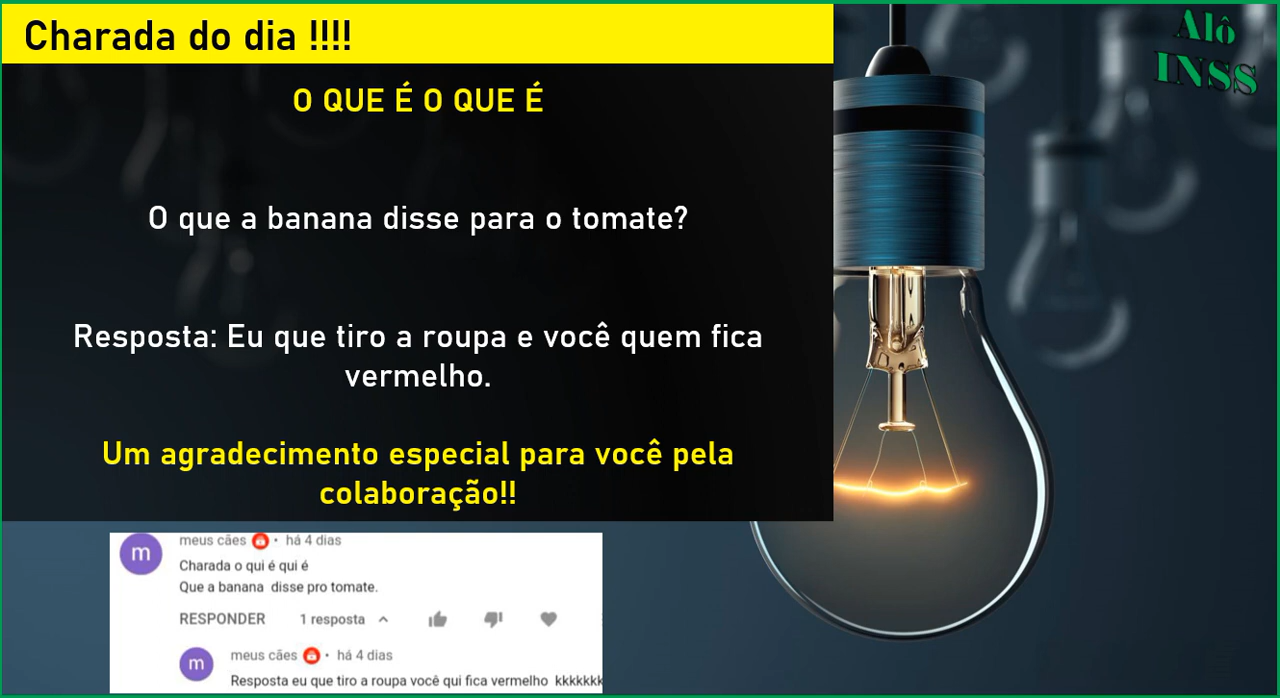 Charada do dia !!!!
Alô
INSS
O QUE É O QUE É
O que a banana disse para o tomate?
Resposta: Eu que tiro a roupa e você quem fica
vermelho.
Um agradecimento especial para você pela
colaboração!!
m
meus cães • há 4 dias
Charada o qui é qui é
Que a banana disse pro tomate.
RESPONDER 1 resposta
m
meus cães • há 4 dias
Resposta eu que tiro a roupa você qui fica vermelho kkkkkkk